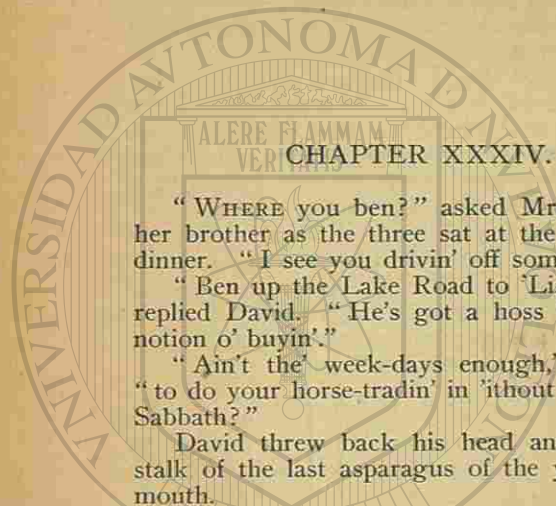 AVTONOMA D
UNIVERSIDAD
ALERE FLAMMAM
VERITATIS
CHAPTER XXXIV.
"WHERE you ben?" asked Mr
her brother as the three sat at the
dinner. "I see you drivin' off som
"Ben up the Lake Road to 'Li
replied David. "He's got a hoss
notion o' buyin'."
"Ain't the' week-days enough,
"to do your horse-tradin' in 'ithout
Sabbath?"
David threw back his head an
stalk of the last asparagus of the
mouth.